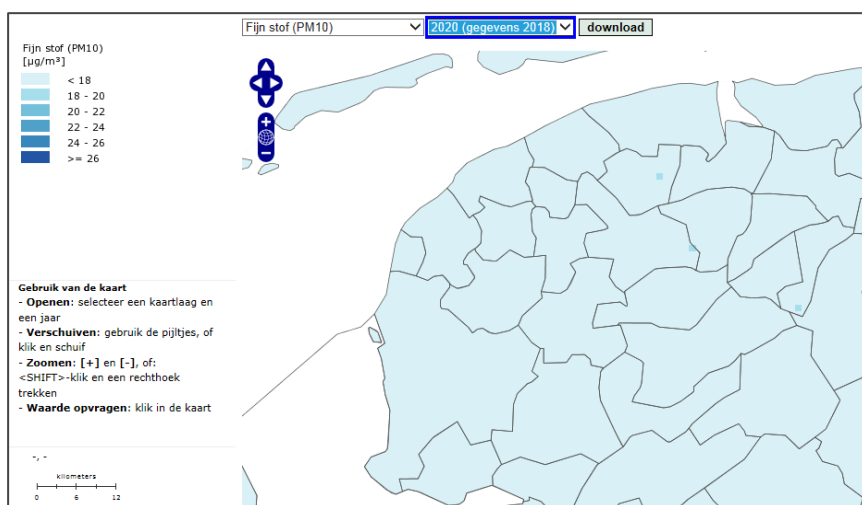 Fijn stof (PM10)
2020 (gegevens 2018)
download
Fijn stof (PM10)
[µg/m³]
< 18
18 - 20
20 - 22
22 - 24
24 - 26
>= 26
Gebruik van de kaart
- Openen: selecteer een kaartlaag en
een jaar
- Verschuiven: gebruik de pijltjes, of
klik en schuif
- Zoomen: [+] en [-], of:
<SHIFT>-klik en een rechthoek
trekken
- Waarde opvragen: klik in de kaart
-, -
kilometers
0 6 12